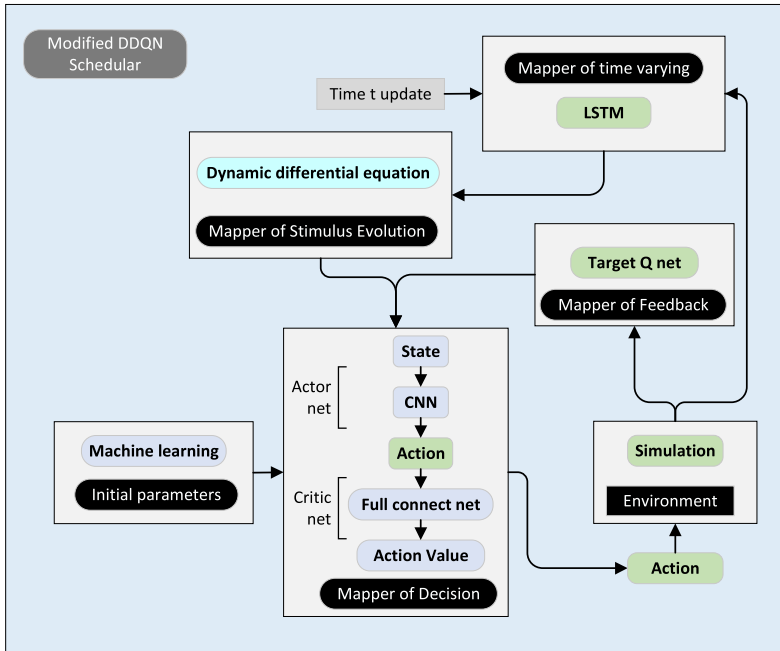 Modified DDQN
Schedular
Mapper of time varying
Time t update
LSTM
Dynamic differential equation
Mapper of Stimulus Evolution
Target Q net
Mapper of Feedback
State
Actor
net
CNN
Machine learning
Initial parameters
Action
Critic
net
Full connect net
Action Value
Mapper of Decision
Simulation
Environment
Action